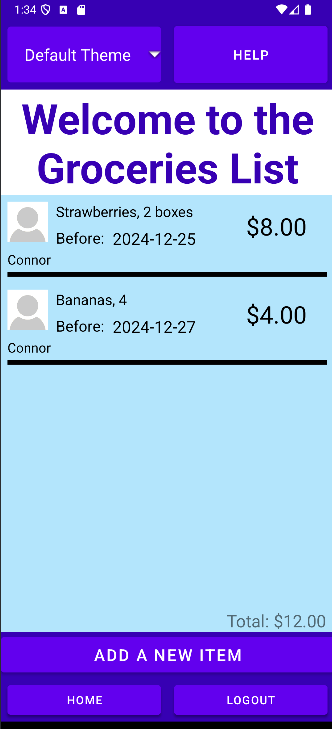 1:34
Default Theme
HELP
Welcome to the
Groceries List
Strawberries, 2 boxes
Before: 2024-12-25
$8.00
Connor
Bananas, 4
Before: 2024-12-27
$4.00
Connor
Total: $12.00
ADD A NEW ITEM
HOME
LOGOUT